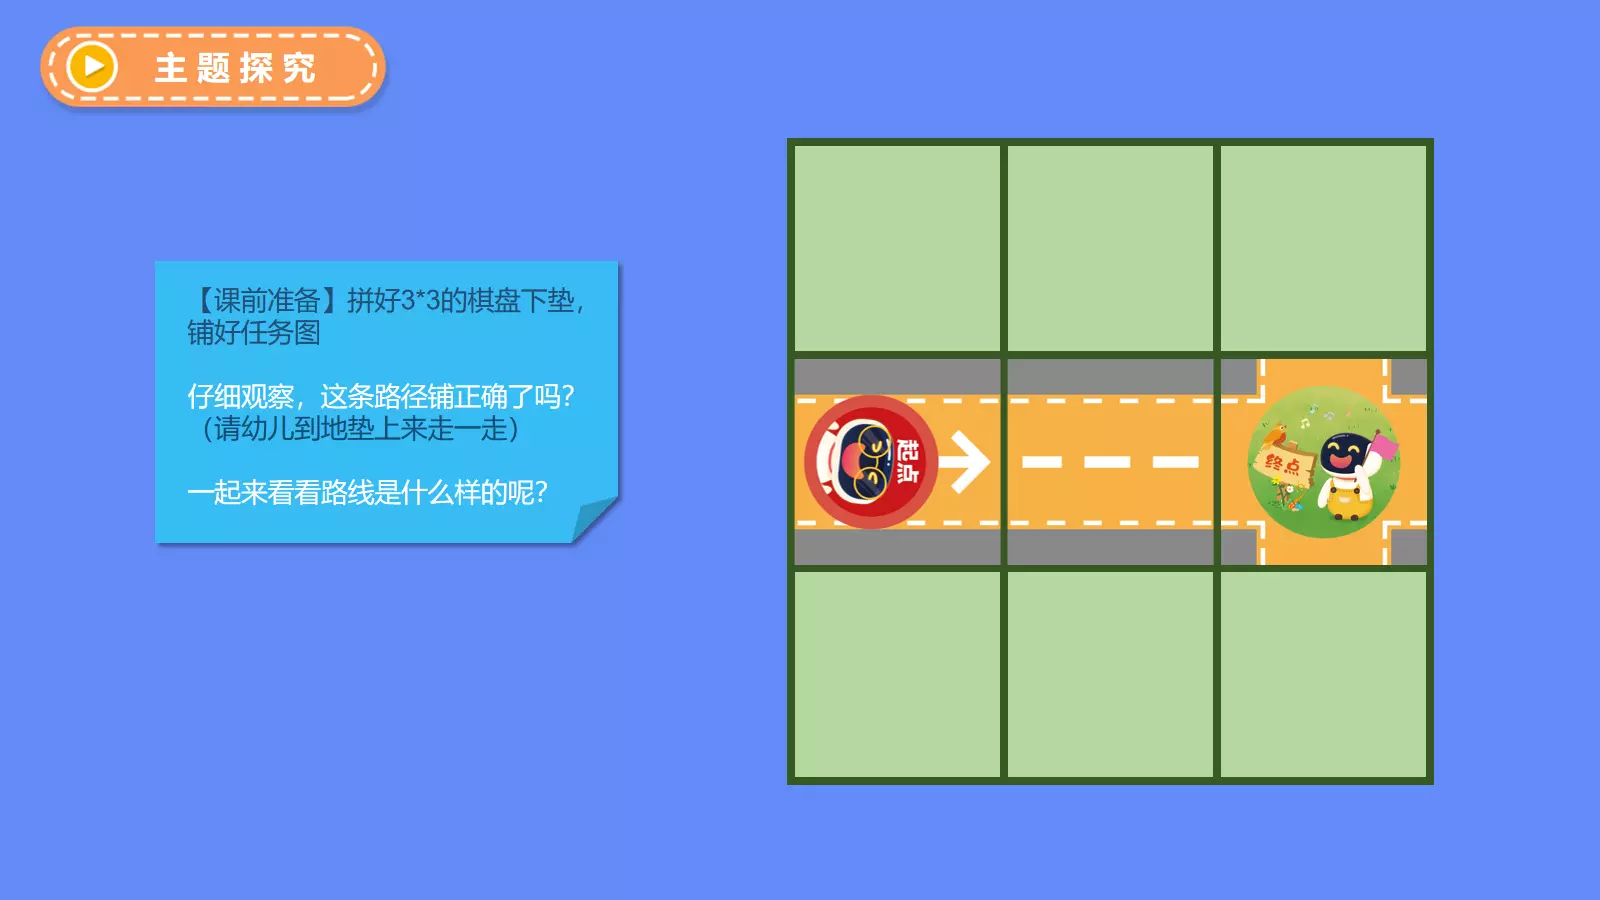 主题探究
【课前准备】拼好3*3的棋盘下垫，
铺好任务图
仔细观察，这条路径铺正确了吗？
（请幼儿到地垫上来走一走）
一起来看看路线是什么样的呢？
起点
终点